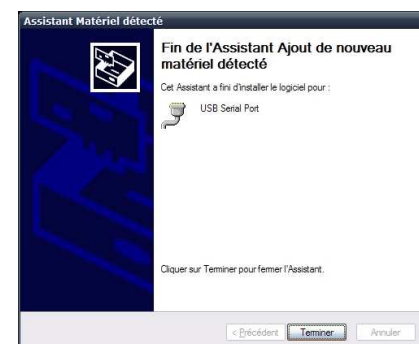 Assistant Matériel détecté
Fin de l'Assistant Ajout de nouveau
matériel détecté
Cet Assistant a fini d'installer le logiciel pour :
USB Serial Port
Cliquer sur Terminer pour fermer l'Assistant.
< Précédent
Terminer
Annuler